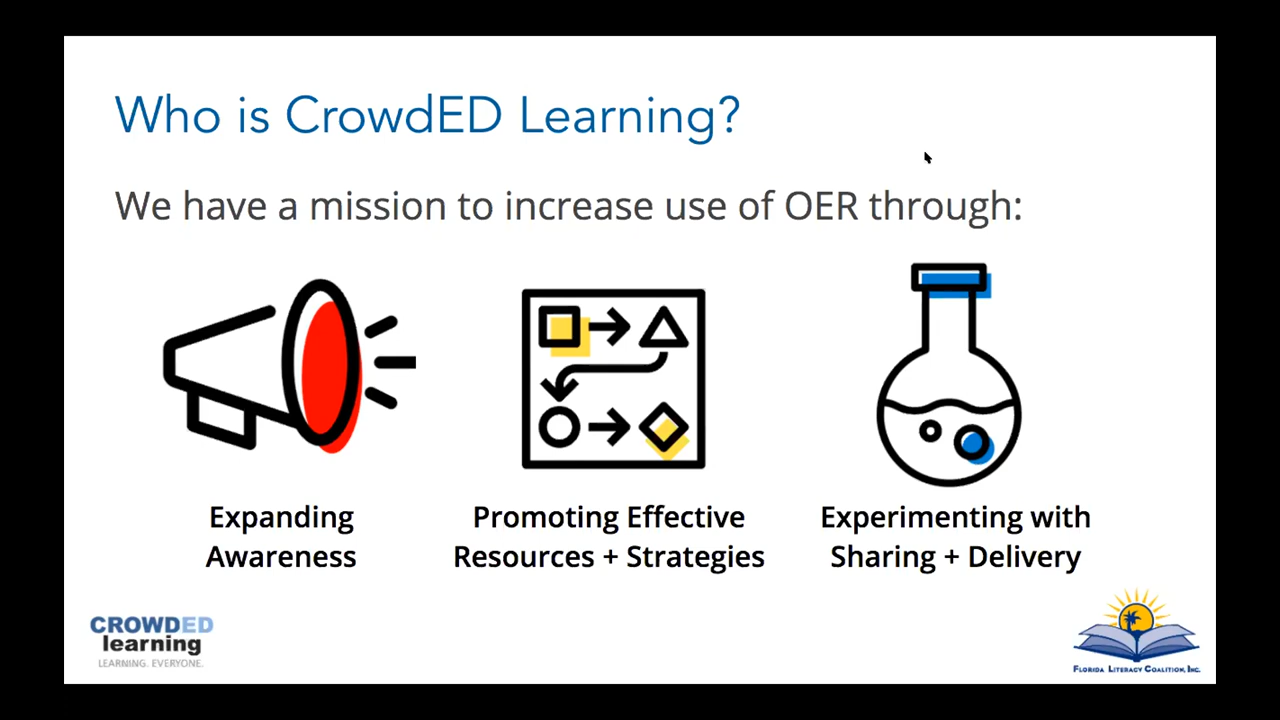 Who is CrowdED Learning?
We have a mission to increase use of OER through:
Expanding
Awareness
Promoting Effective
Resources + Strategies
Experimenting with
Sharing + Delivery
CROWDED
learning
LEARNING. EVERYONE.
FLORIDA LITERACY COALITION, INC.